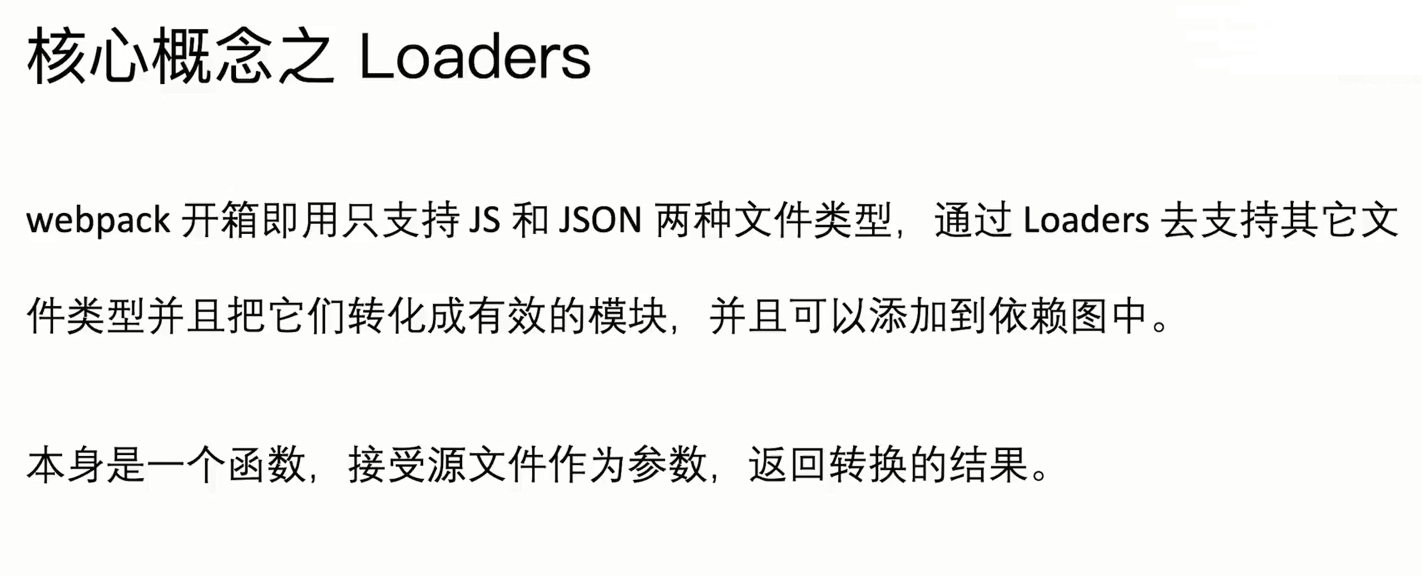 核心概念之 Loaders
webpack 开箱即用只支持 JS 和 JSON 两种文件类型，通过 Loaders 去支持其它文
件类型并且把它们转化成有效的模块，并且可以添加到依赖图中。
本身是一个函数，接受源文件作为参数，返回转换的结果。